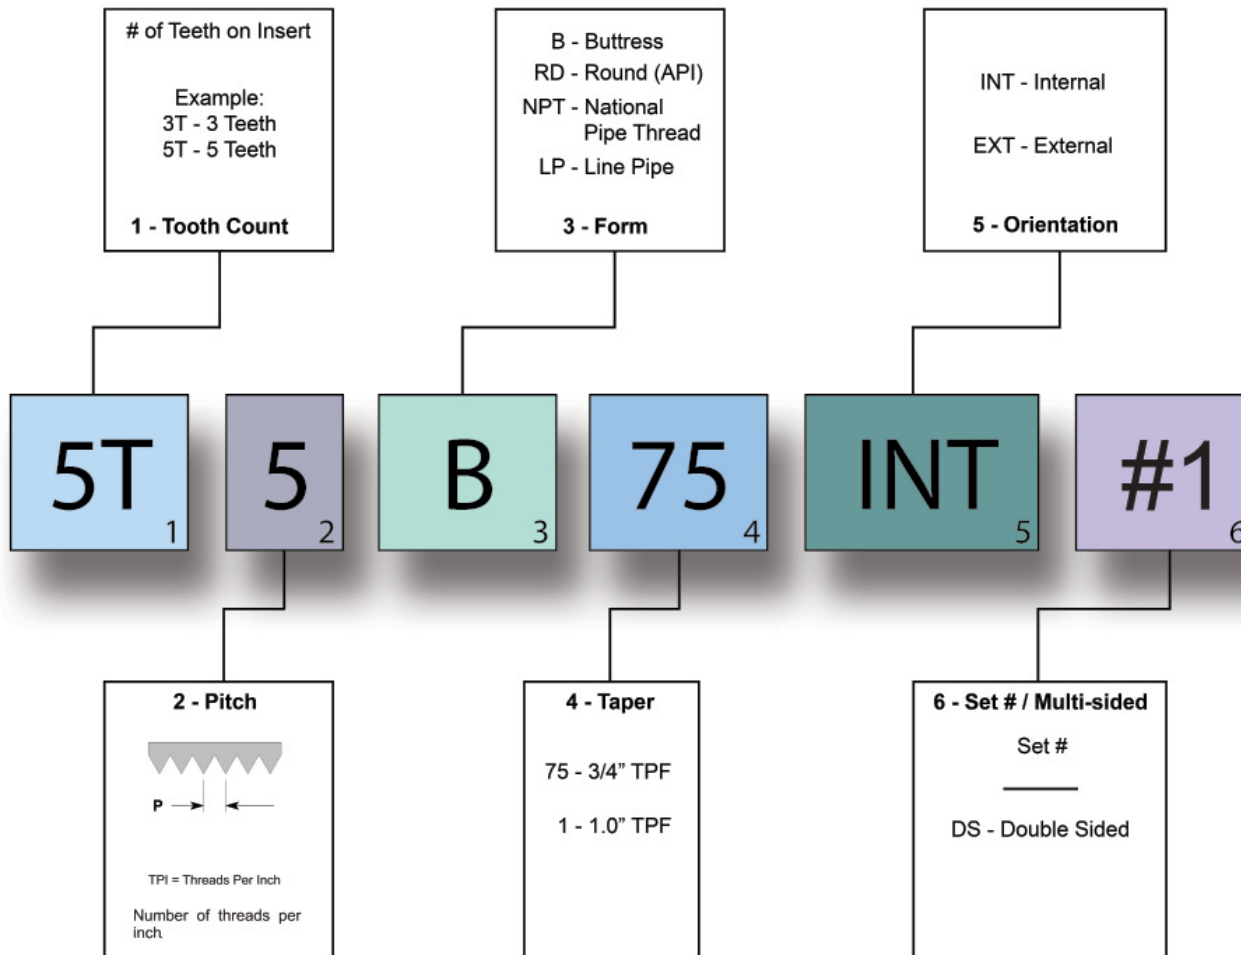 # of Teeth on Insert
Example:
3T - 3 Teeth
5T - 5 Teeth
1 - Tooth Count
B - Buttress
RD - Round (API)
NPT - National
Pipe Thread
LP - Line Pipe
3 - Form
INT - Internal
EXT - External
5 - Orientation
5T
1
5
2
B
3
75
4
INT
5
#1
6
2 - Pitch
P
TPI = Threads Per Inch
Number of threads per
inch.
4 - Taper
75 - 3/4” TPF
1 - 1.0” TPF
6 - Set # / Multi-sided
Set #
DS - Double Sided